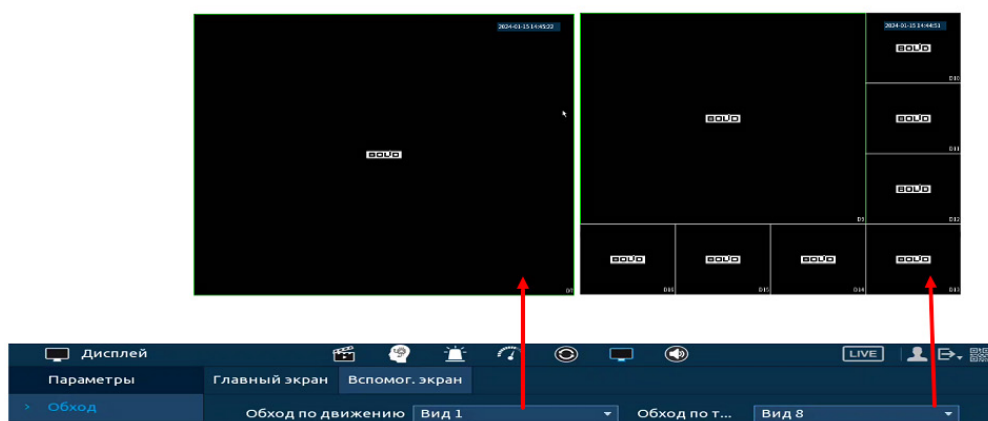 2024-01-15 14:45:22
BOLID
D7
2024-01-15 14:44:51
BOLID
D10
BOLID
BOLID
D11
BOLID
D9
D12
BOLID
BOLID
BOLID
BOLID
D16
D15
D14
D13
Дисплей
LIVE
Параметры
Главный экран
Вспомог. экран
Обход
Обход по движению
Вид 1
Обход по т...
Вид 8